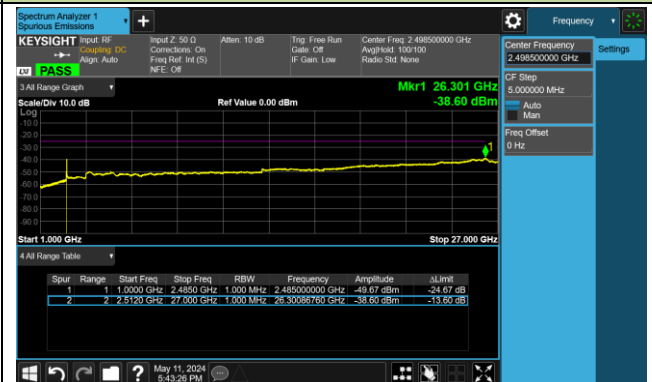 Spectrum Analyzer 1
Spurious Emissions
Frequency
KEYSIGHT
Input: RF
Coupling: DC
Align: Auto
Input Z: 50 Ω
Corrections: On
Freq Ref: Int (S)
NFE: Off
Atten: 10 dB
Trig: Free Run
Gate: Off
IF Gain: Low
Center Freq: 2.498500000 GHz
Avg|Hold: 100/100
Radio Std: None
PASS
Center Frequency
2.498500000 GHz
Settings
CF Step
5.000000 MHz
Auto
Man
Freq Offset
0 Hz
3 All Range Graph
Mkr1 26.301 GHz
Scale/Div 10.0 dB
Ref Value 0.00 dBm
-38.60 dBm
Log
-10.0
-20.0
-30.0
-40.0
-50.0
-60.0
-70.0
-80.0
-90.0
1
Start 1.000 GHz
Stop 27.000 GHz
4 All Range Table
Spur Range Start Freq Stop Freq RBW Frequency Amplitude ΔLimit
1 1 1.0000 GHz 2.4850 GHz 1.000 MHz 2.485000000 GHz -49.67 dBm -24.67 dB
2 2 2.5120 GHz 27.000 GHz 1.000 MHz 26.30086760 GHz -38.60 dBm -13.60 dB
?
May 11, 2024
5:43:26 PM